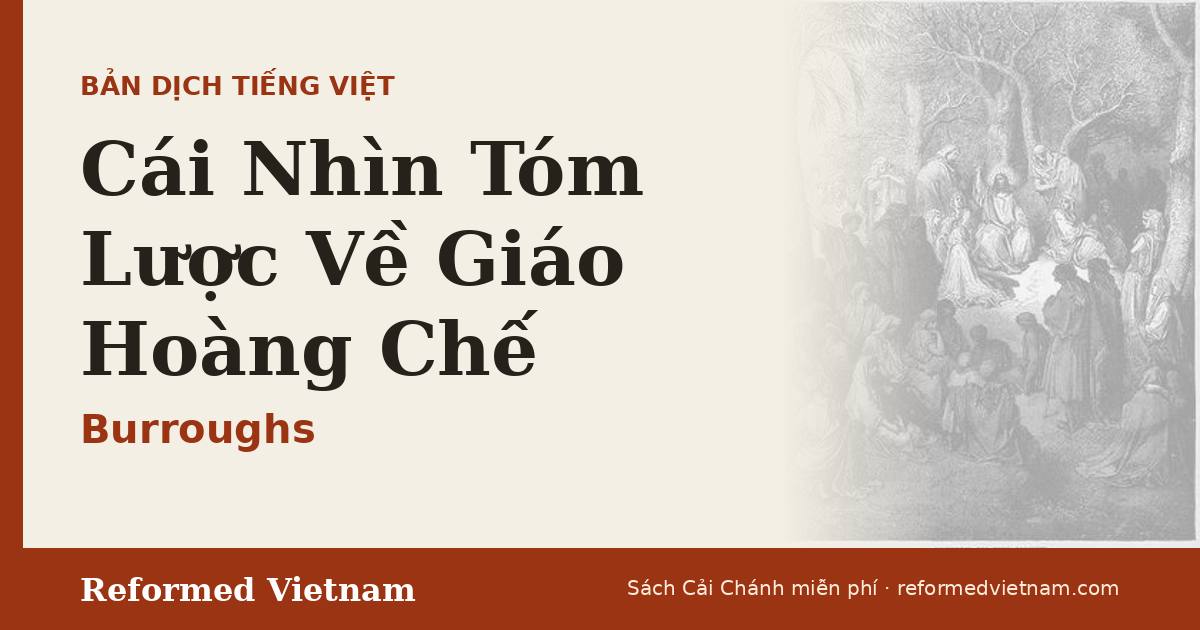 BẢN DỊCH TIẾNG VIỆT
Cái Nhìn Tóm
Lược Về Giáo
Hoàng Chế
Burroughs
Reformed Vietnam
Sách Cải Chánh miễn phí · reformedvietnam.com